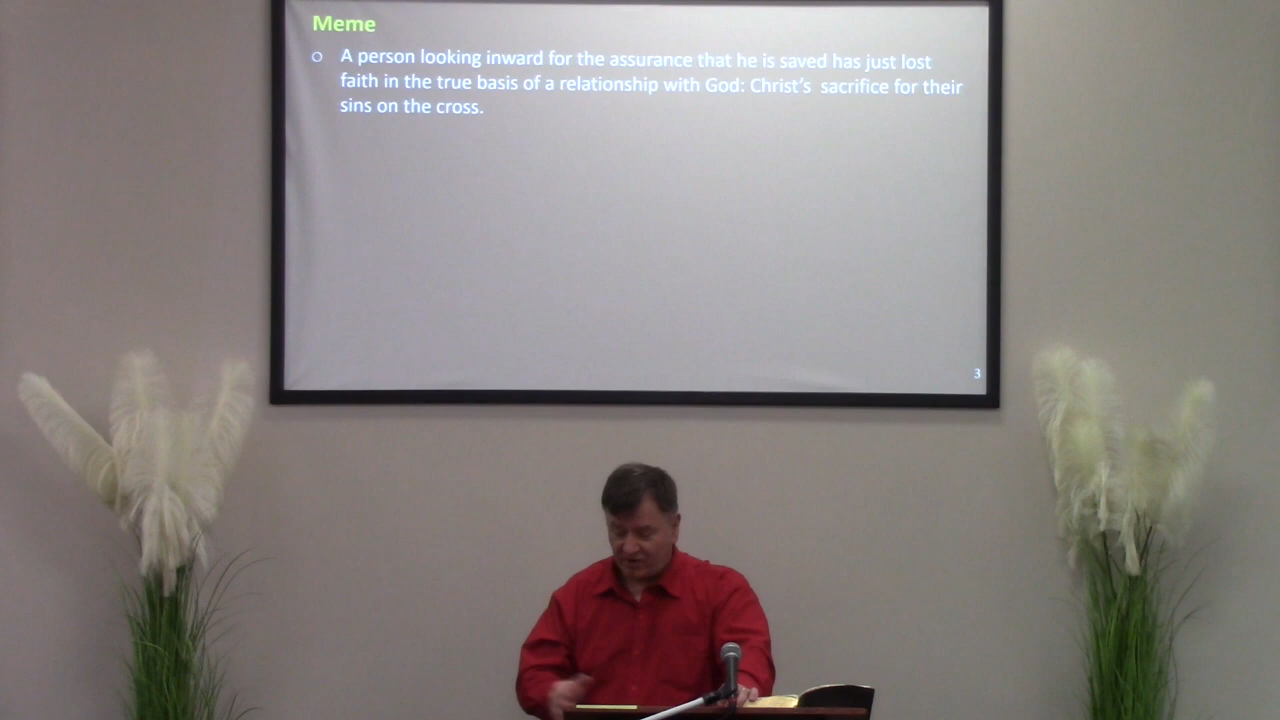 Meme
○ A person looking inward for the assurance that he is saved has just lost
faith in the true basis of a relationship with God: Christ's  sacrifice for their
sins on the cross.
3